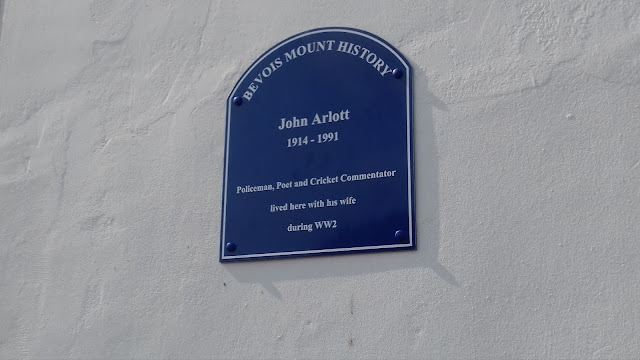 BEVOIS MOUNT HISTORY
John Arlott
1914 - 1991
Policeman, Poet and Cricket Commentator
lived here with his wife
during WW2